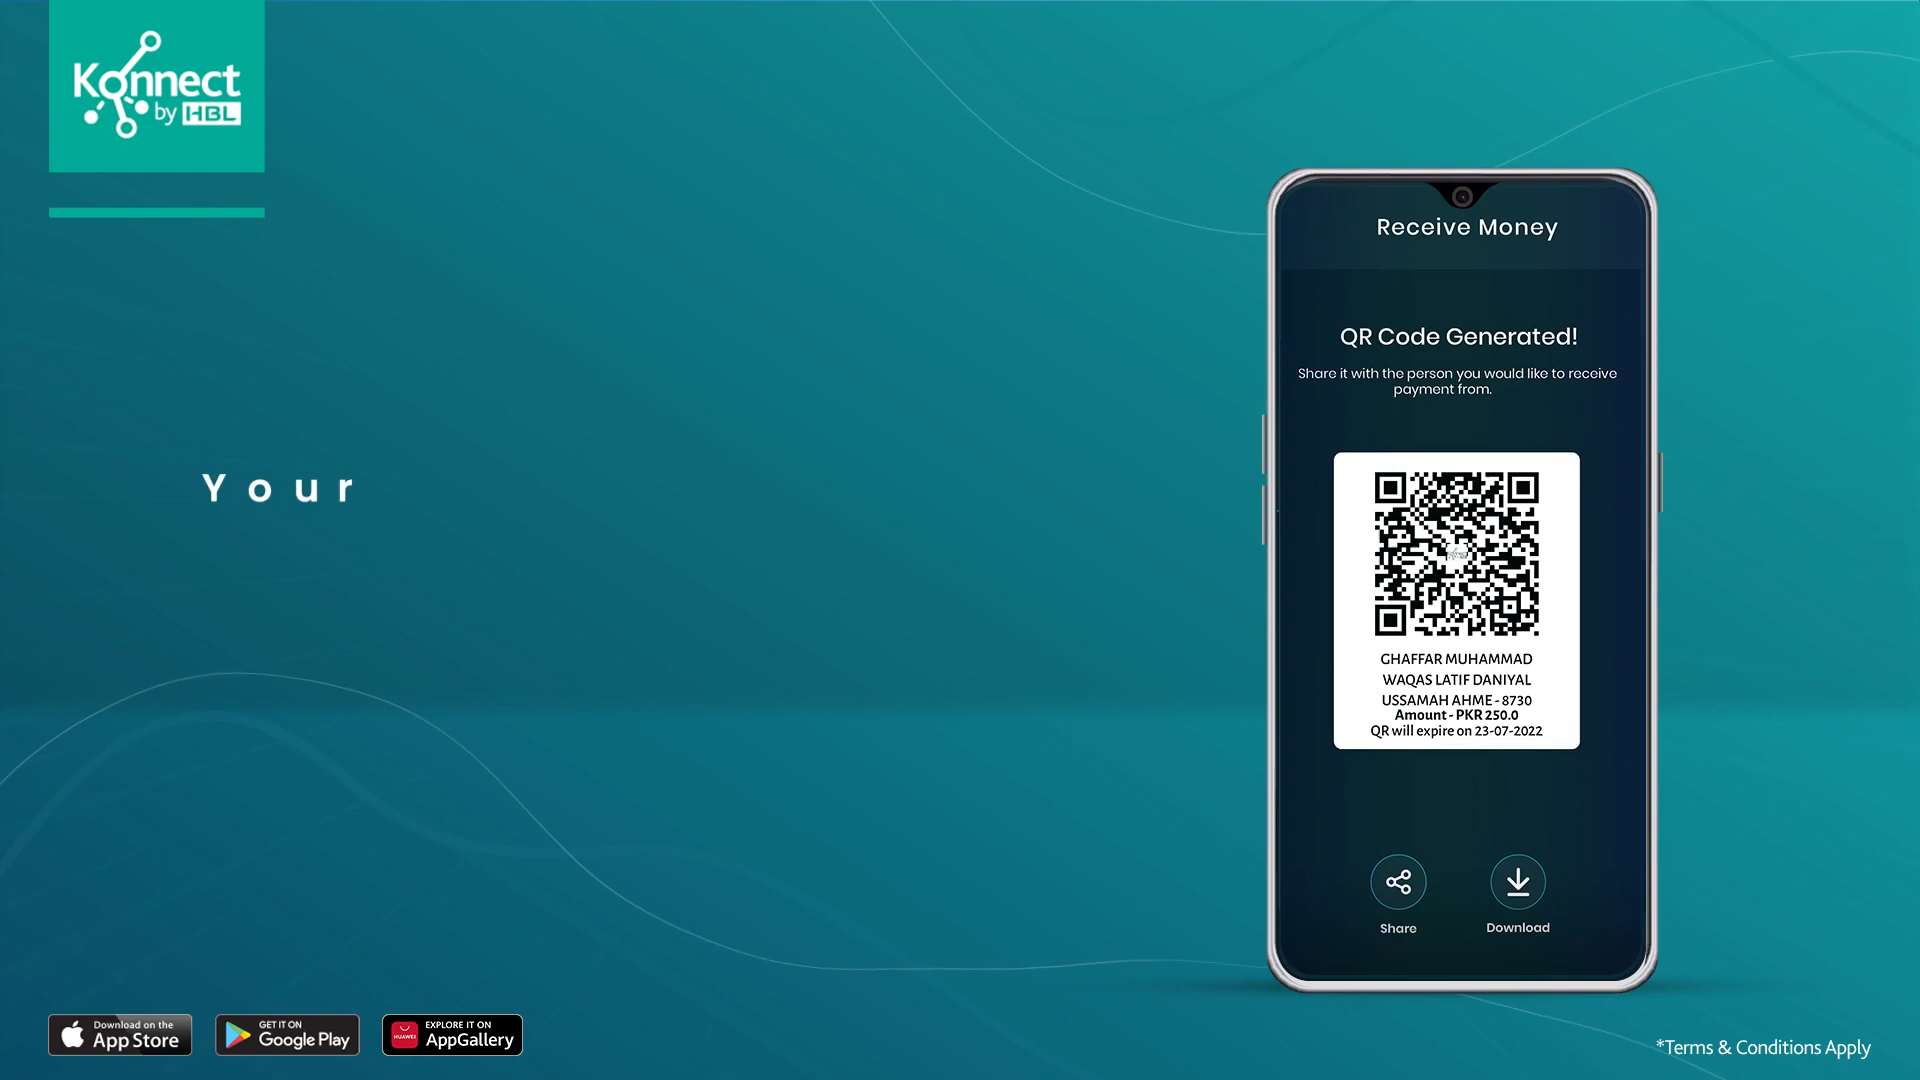 Konnect
by HBL
Receive Money
QR Code Generated!
Share it with the person you would like to receive
payment from.
Your
GHAFFAR MUHAMMAD
WAQAS LATIF DANIYAL
USSAMAH AHME - 8730
Amount - PKR 250.0
QR will expire on 23-07-2022
Share
Download
Download on the
App Store
GET IT ON
Google Play
HUAWEI
EXPLORE IT ON
AppGallery
*Terms & Conditions Apply